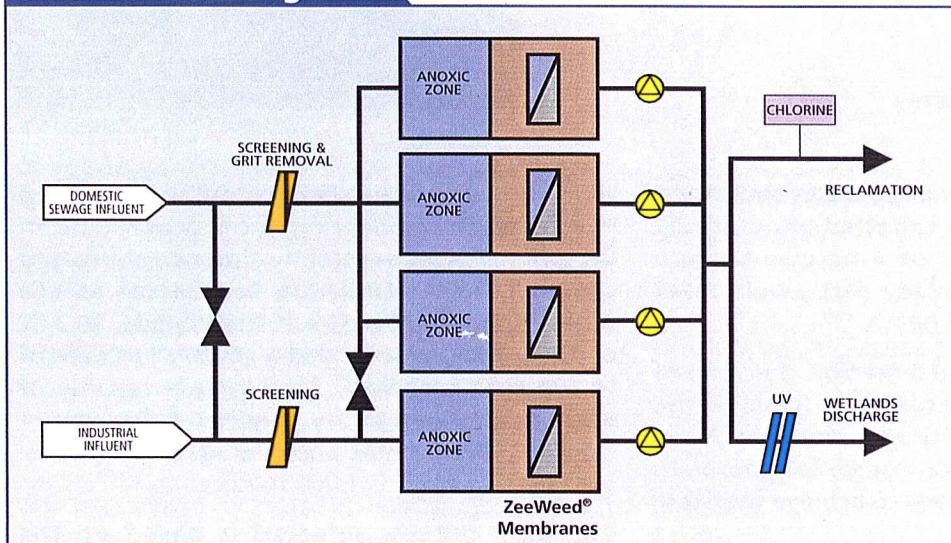 SCREENING &
GRIT REMOVAL
DOMESTIC
SEWAGE INFLUENT
ANOXIC
ZONE
ANOXIC
ZONE
ANOXIC
ZONE
ANOXIC
ZONE
SCREENING
INDUSTRIAL
INFLUENT
ZeeWeed®
Membranes
CHLORINE
RECLAMATION
UV
WETLANDS
DISCHARGE